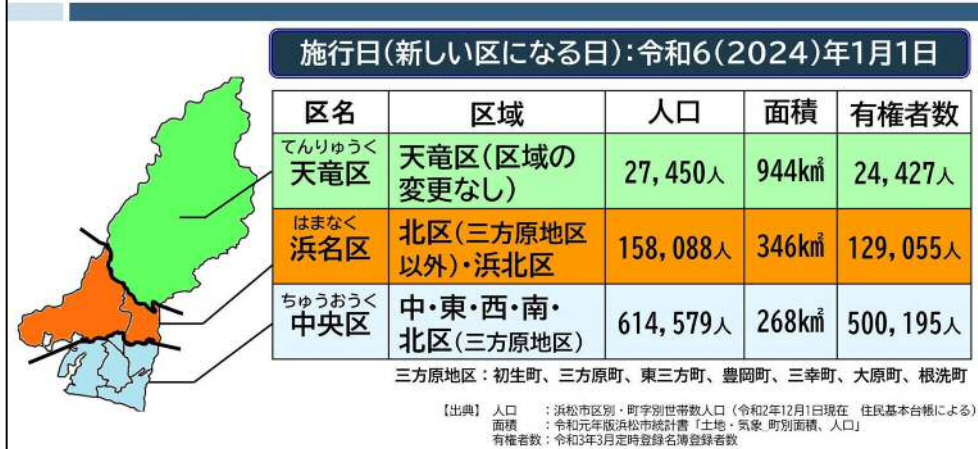 施行日(新しい区になる日):令和6(2024)年1月1日
区名 区域 人口 面積 有権者数
てんりゅうく
天竜区 天竜区(区域の変更なし) 27,450人 944k㎡ 24,427人
はまなく
浜名区 北区(三方原地区以外)・浜北区 158,088人 346k㎡ 129,055人
ちゅうおうく
中央区 中・東・西・南・北区(三方原地区) 614,579人 268k㎡ 500,195人
三方原地区:初生町、三方原町、東三方町、豊岡町、三幸町、大原町、根洗町
【出典】 人口 :浜松市区別・町字別世帯数人口(令和2年12月1日現在 住民基本台帳による)
面積 :令和元年版浜松市統計書「土地・気象_町別面積、人口」
有権者数:令和3年3月定時登録名簿登録者数